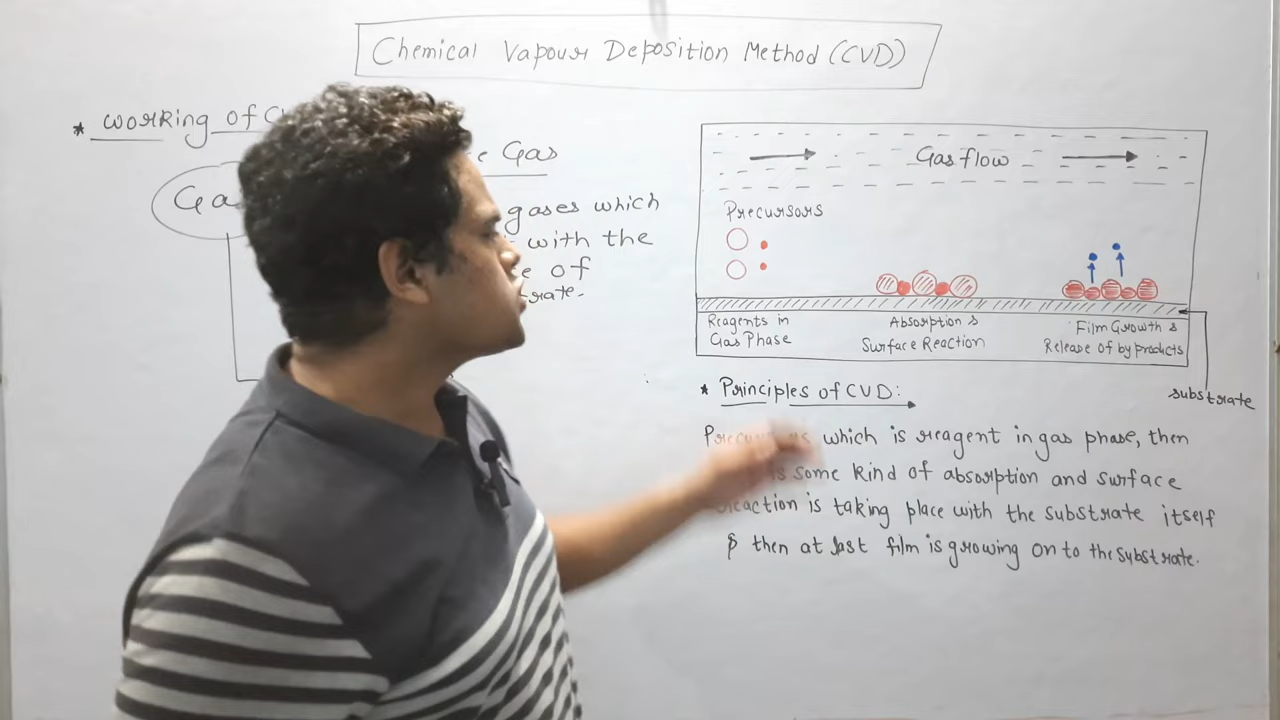 Chemical Vapour Deposition Method (CVD)
* working of
Gas
gases which
with the
of
Gas flow
Precursors
Reagents in
Gas Phase
Absorption &
Surface Reaction
Film Growth &
Release of by products
substrate
* Principles of CVD:
Precursors which is reagent in gas phase, then
is some kind of absorption and surface
reaction is taking place with the substrate itself
& then at last film is growing on to the substrate.